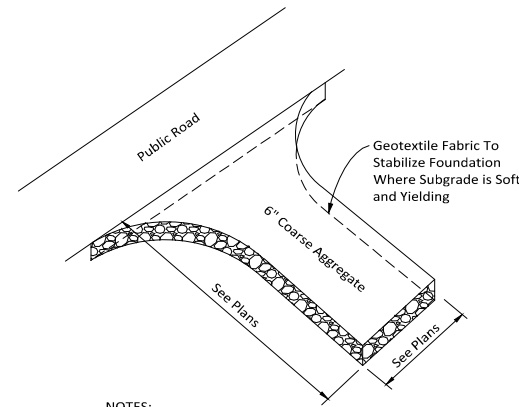 Public Road
Geotextile Fabric To
Stabilize Foundation
Where Subgrade is Soft
and Yielding
6" Coarse Aggregate
See Plans
See Plans
NOTES: